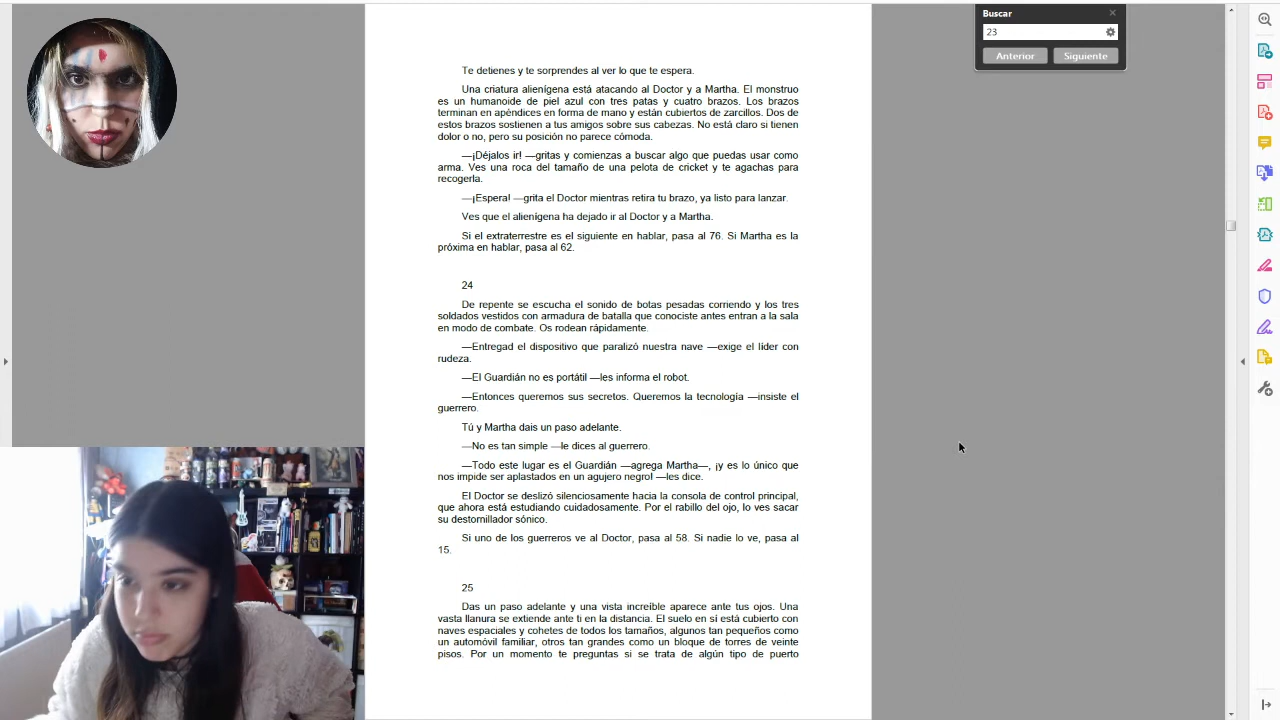 Buscar
23
Anterior
Siguiente
Te detienes y te sorprendes al ver lo que te espera.
Una criatura alienígena está atacando al Doctor y a Martha. El monstruo
es un humanoide de piel azul con tres patas y cuatro brazos. Los brazos
terminan en apéndices en forma de mano y están cubiertos de zarcillos. Dos de
estos brazos sostienen a tus amigos sobre sus cabezas. No está claro si tienen
dolor o no, pero su posición no parece cómoda.
—¡Déjalos ir! —gritas y comienzas a buscar algo que puedas usar como
arma. Ves una roca del tamaño de una pelota de cricket y te agachas para
recogerla.
—¡Espera! —grita el Doctor mientras retira tu brazo, ya listo para lanzar.
Ves que el alienígena ha dejado ir al Doctor y a Martha.
Si el extraterrestre es el siguiente en hablar, pasa al 76. Si Martha es la
próxima en hablar, pasa al 62.
24
De repente se escucha el sonido de botas pesadas corriendo y los tres
soldados vestidos con armadura de batalla que conociste antes entran a la sala
en modo de combate. Os rodean rápidamente.
—Entregad el dispositivo que paralizó nuestra nave —exige el líder con
rudeza.
—El Guardián no es portátil —les informa el robot.
—Entonces queremos sus secretos. Queremos la tecnología —insiste el
guerrero.
Tú y Martha dais un paso adelante.
—No es tan simple —le dices al guerrero.
—Todo este lugar es el Guardián —agrega Martha—, ¡y es lo único que
nos impide ser aplastados en un agujero negro! —les dice.
El Doctor se deslizó silenciosamente hacia la consola de control principal,
que ahora está estudiando cuidadosamente. Por el rabillo del ojo, lo ves sacar
su destornillador sónico.
Si uno de los guerreros ve al Doctor, pasa al 58. Si nadie lo ve, pasa al
15.
25
Das un paso adelante y una vista increíble aparece ante tus ojos. Una
vasta llanura se extiende ante ti en la distancia. El suelo en sí está cubierto con
naves espaciales y cohetes de todos los tamaños, algunos tan pequeños como
un automóvil familiar, otros tan grandes como un bloque de torres de veinte
pisos. Por un momento te preguntas si se trata de algún tipo de puerto